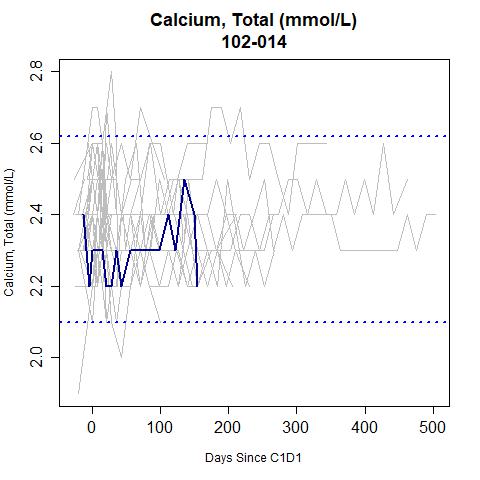 Calcium, Total (mmol/L)
102-014
Calcium, Total (mmol/L)
2.8
2.6
2.4
2.2
2.0
0 100 200 300 400 500
Days Since C1D1